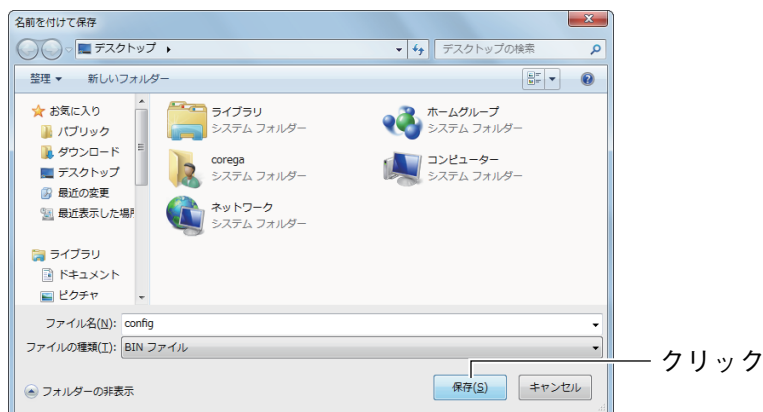 名前を付けて保存
デスクトップ
デスクトップの検索
整理 新しいフォルダー
お気に入り
パブリック
ダウンロード
デスクトップ
最近の変更
最近表示した場所
ライブラリ
ドキュメント
ピクチャ
ライブラリ
システム フォルダー
ホームグループ
システム フォルダー
corega
システム フォルダー
コンピューター
システム フォルダー
ネットワーク
システム フォルダー
ファイル名(N): config
ファイルの種類(T): BIN ファイル
フォルダーの非表示
保存(S) キャンセル
クリック